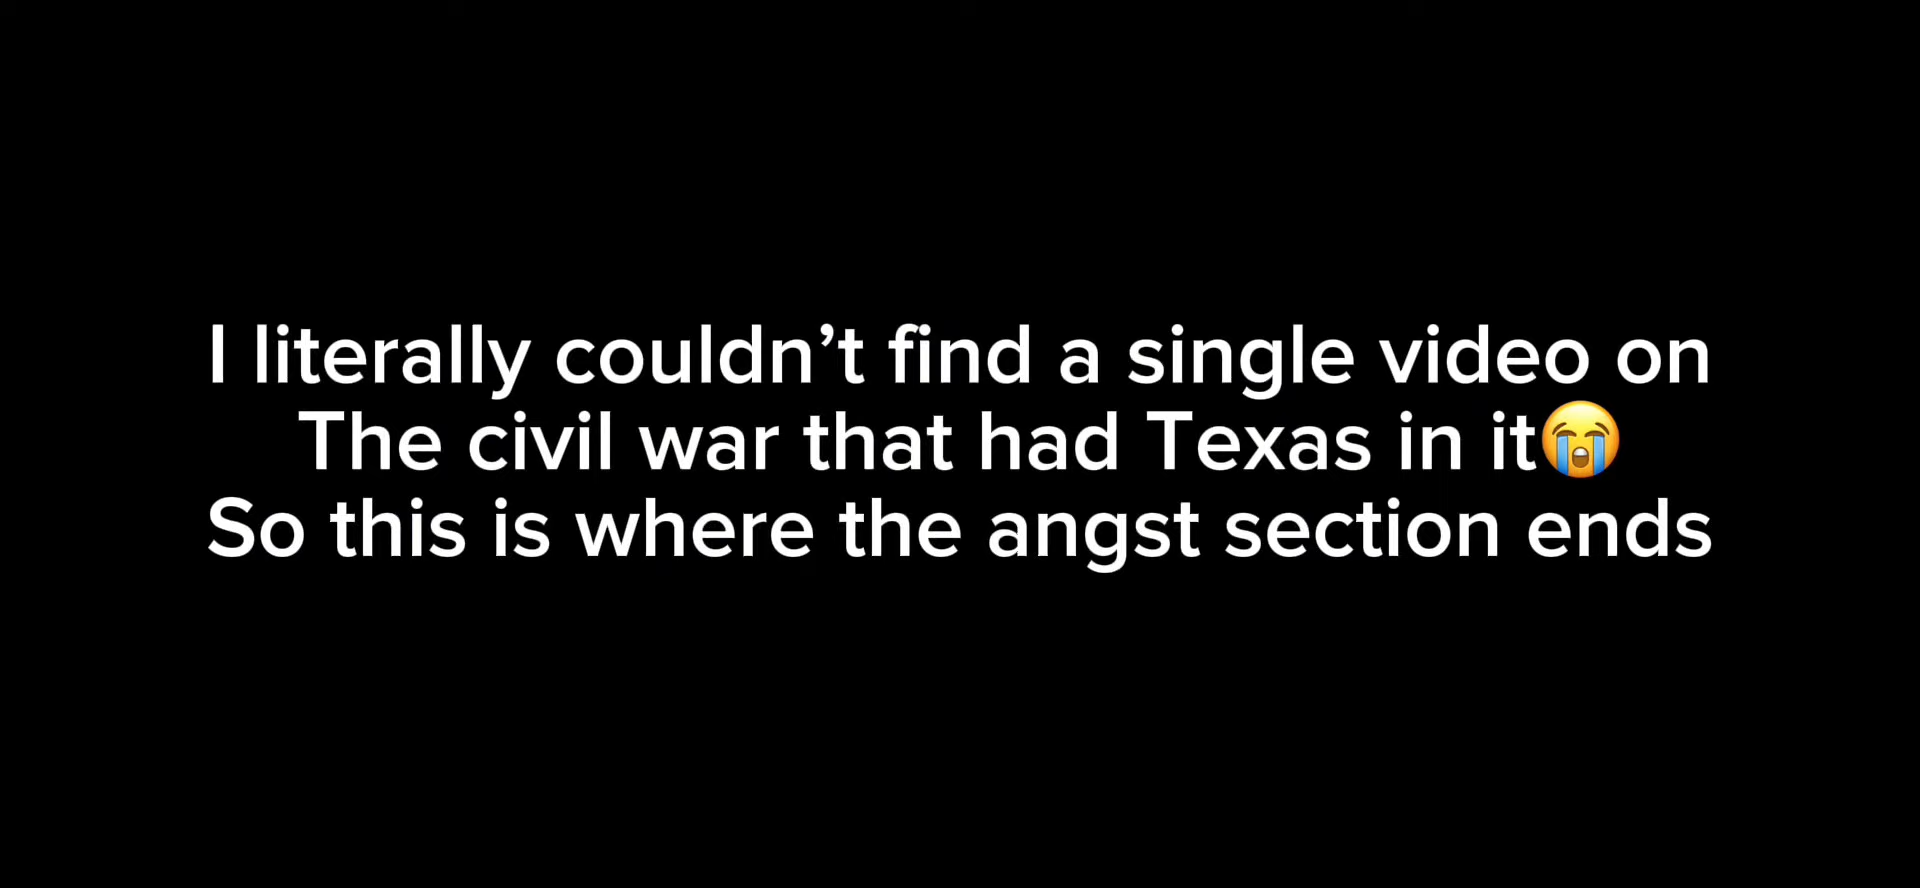 I literally couldn’t find a single video on
The civil war that had Texas in it😭
So this is where the angst section ends